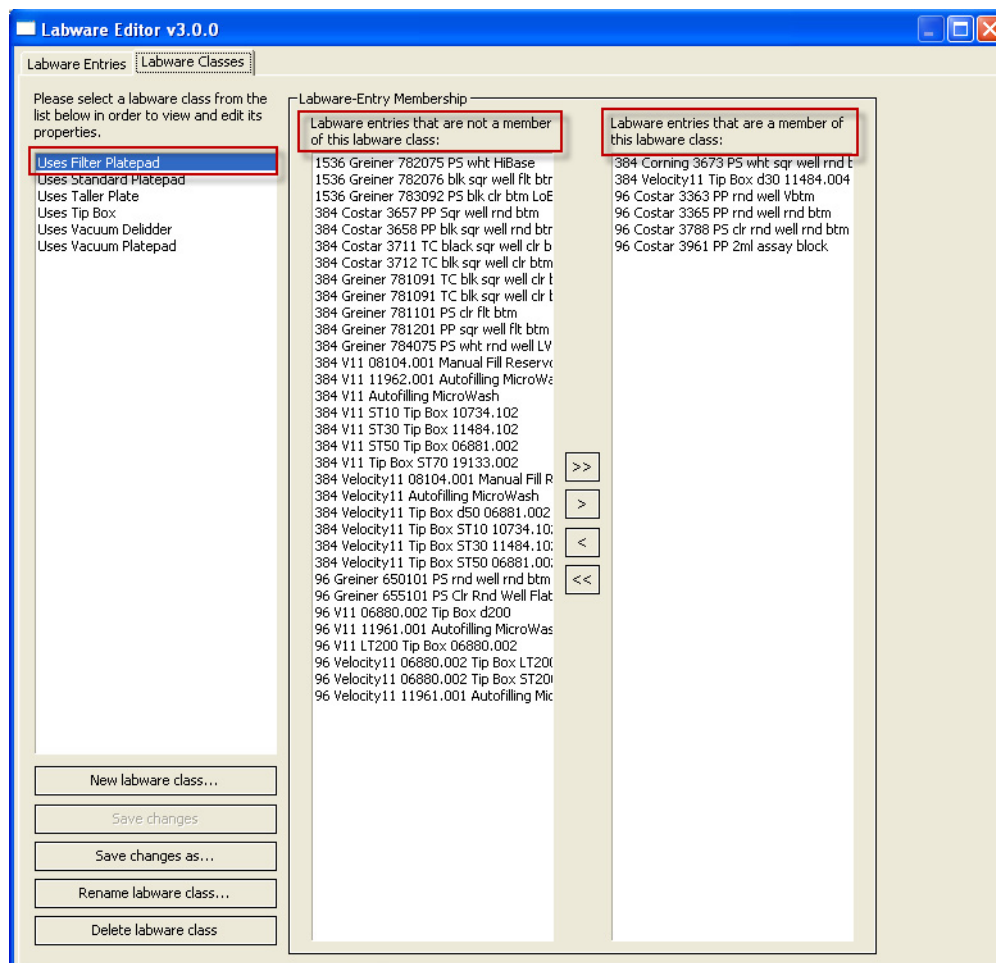 Labware Editor v3.0.0
Labware Entries
Labware Classes
Please select a labware class from the
list below in order to view and edit its
properties.
Uses Filter Platepad
Uses Standard Platepad
Uses Taller Plate
Uses Tip Box
Uses Vacuum Delidder
Uses Vacuum Platepad
New labware class...
Save changes
Save changes as...
Rename labware class...
Delete labware class
Labware-Entry Membership
Labware entries that are not a member
of this labware class:
1536 Greiner 782075 PS wht HiBase
1536 Greiner 782076 blk sqr well flt btr
1536 Greiner 783092 PS blk clr btm LoE
384 Costar 3657 PP Sqr well rnd btm
384 Costar 3658 PP blk sqr well rnd btr
384 Costar 3711 TC black sqr well clr b
384 Costar 3712 TC blk sqr well clr btm
384 Greiner 781091 TC blk sqr well clr t
384 Greiner 781091 TC blk sqr well clr t
384 Greiner 781101 PS clr flt btm
384 Greiner 781201 PP sqr well flt btm
384 Greiner 784075 PS wht rnd well LV
384 V11 08104.001 Manual Fill Reservo
384 V11 11962.001 Autofilling MicroWa
384 V11 Autofilling MicroWash
384 V11 ST10 Tip Box 10734.102
384 V11 ST30 Tip Box 11484.102
384 V11 ST50 Tip Box 06881.002
384 V11 Tip Box ST70 19133.002
384 Velocity11 08104.001 Manual Fill R
384 Velocity11 Autofilling MicroWash
384 Velocity11 Tip Box d50 06881.002
384 Velocity11 Tip Box ST10 10734.10
384 Velocity11 Tip Box ST30 11484.10
384 Velocity11 Tip Box ST50 06881.00
96 Greiner 650101 PS rnd well rnd btm
96 Greiner 655101 PS Clr Rnd Well Flat
96 V11 06880.002 Tip Box d200
96 V11 11961.001 Autofilling MicroWas
96 V11 LT200 Tip Box 06880.002
96 Velocity11 06880.002 Tip Box LT200
96 Velocity11 06880.002 Tip Box ST200
96 Velocity11 11961.001 Autofilling Mic
>>
>
<
<<
Labware entries that are a member of
this labware class:
384 Corning 3673 PS wht sqr well rnd t
384 Velocity11 Tip Box d30 11484.004
96 Costar 3363 PP rnd well Vbtm
96 Costar 3365 PP rnd well rnd btm
96 Costar 3788 PS clr rnd well rnd btm
96 Costar 3961 PP 2ml assay block